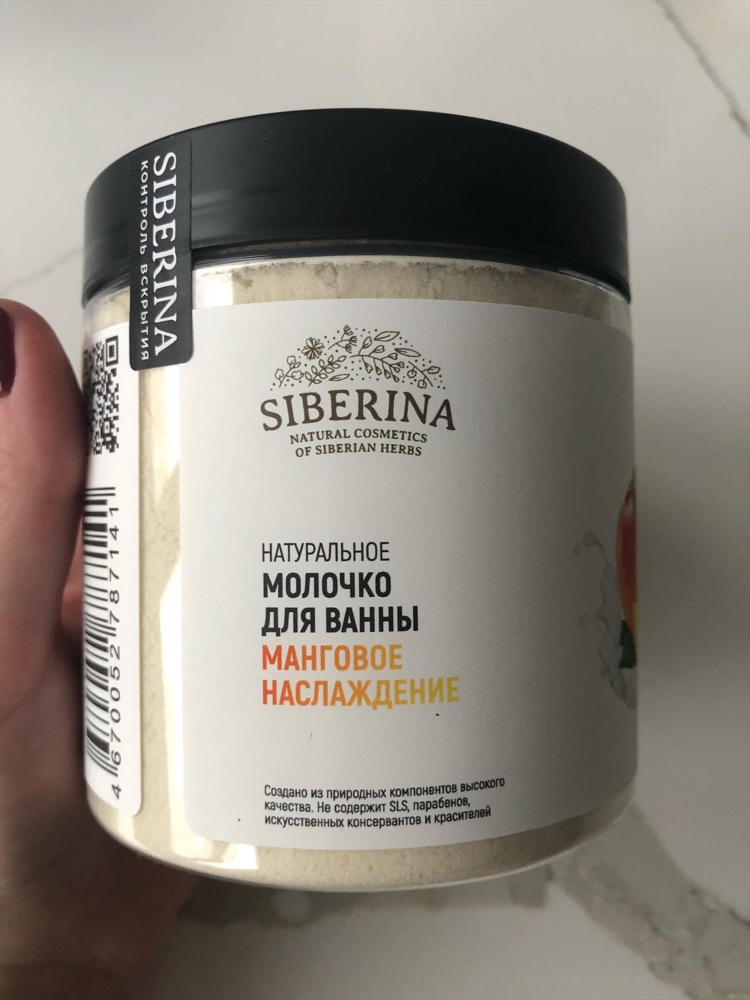 SIBERINA
КОНТРОЛЬ ВСКРЫТИЯ
SIBERINA
NATURAL COSMETICS
OF SIBERIAN HERBS
НАТУРАЛЬНОЕ
МОЛОЧКО
ДЛЯ ВАННЫ
МАНГОВОЕ
НАСЛАЖДЕНИЕ
Создано из природных компонентов высокого
качества. Не содержит SLS, парабенов,
искусственных консервантов и красителей
4 670052 787141